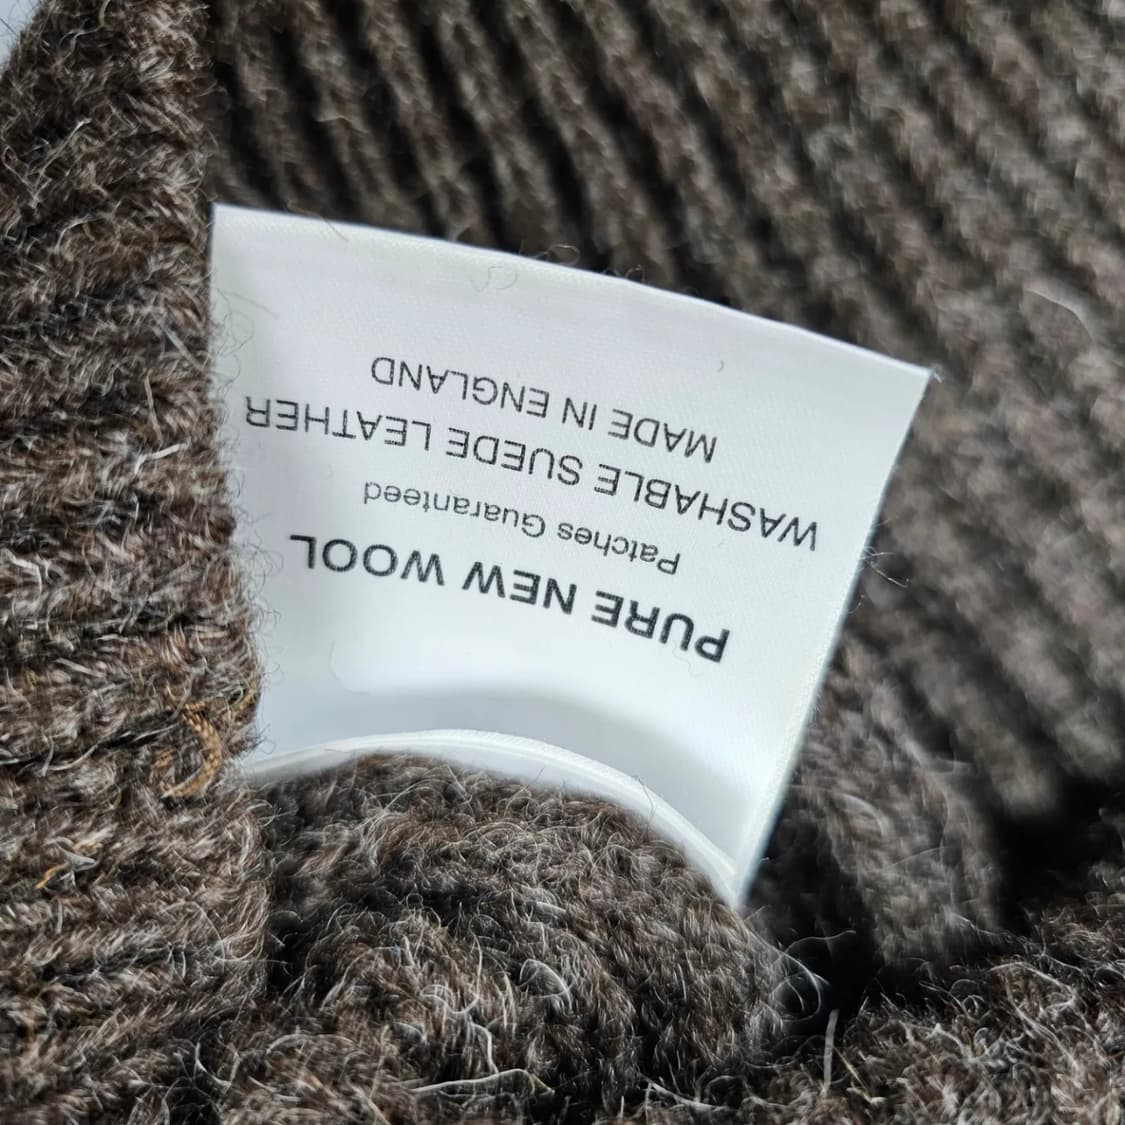 PURE NEW WOOL
Patches Guaranteed
WASHABLE SUEDE LEATHER
MADE IN ENGLAND